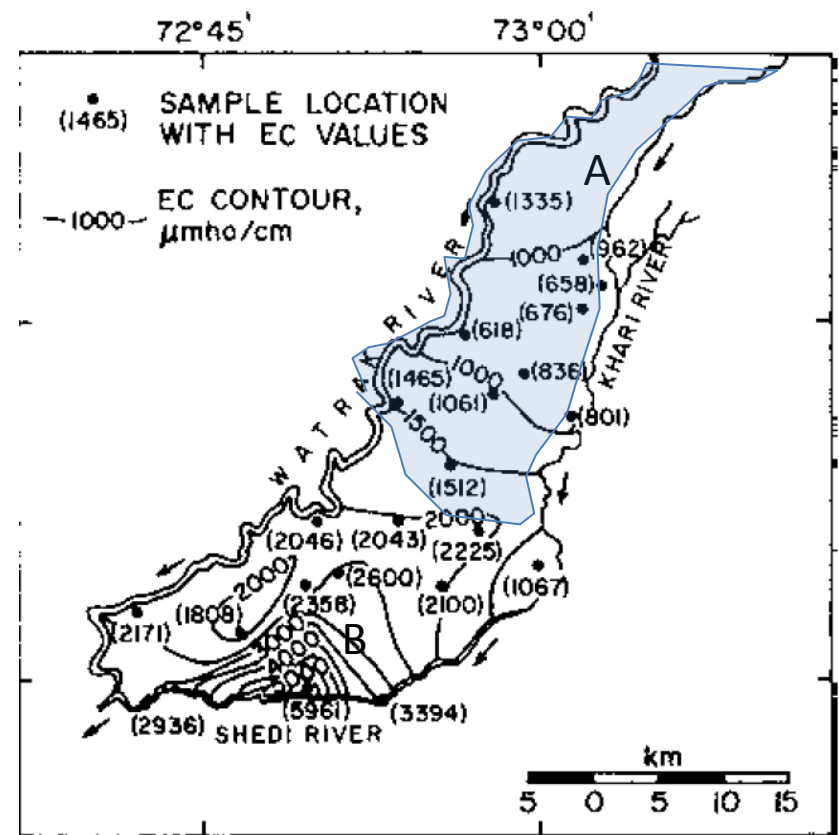 72°45'
73°00'
(1465)
SAMPLE LOCATION
WITH EC VALUES
—1000— EC CONTOUR,
µmho/cm
A
(1335)
1000
(962)
(658)
(676)
(618)
WATRAK RIVER
KHARI RIVER
(836)
1000
(1465)
(1061)
(801)
1500
(1512)
2000
(2046)
(2043)
(2225)
2000
(2600)
(1067)
(2358)
(2100)
(1808)
(2171)
B
4000
(5961)
(3394)
(2936)
SHEDI RIVER
km
5 0 5 10 15